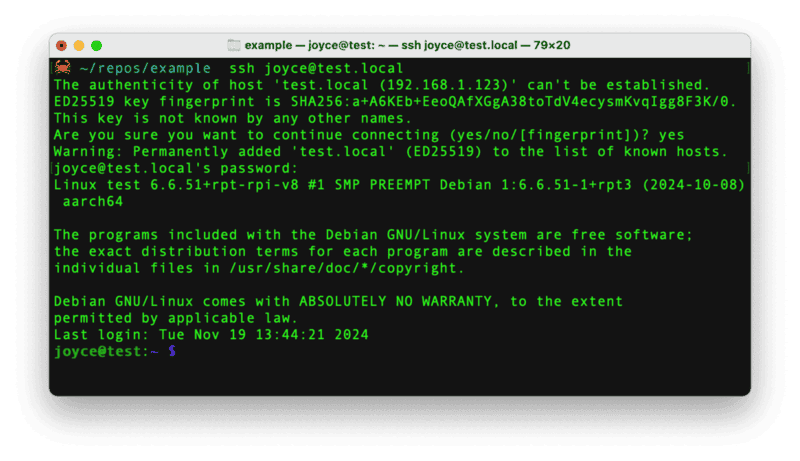 example — joyce@test: ~ — ssh joyce@test.local — 79×20
~/repos/example ssh joyce@test.local
The authenticity of host 'test.local (192.168.1.123)' can't be established.
ED25519 key fingerprint is SHA256:a+A6KEb+EeoQAfXGgA38toTdV4ecysmKvqIgg8F3K/0.
This key is not known by any other names.
Are you sure you want to continue connecting (yes/no/[fingerprint])? yes
Warning: Permanently added 'test.local' (ED25519) to the list of known hosts.
joyce@test.local's password:
Linux test 6.6.51+rpt-rpi-v8 #1 SMP PREEMPT Debian 1:6.6.51-1+rpt3 (2024-10-08)
aarch64
The programs included with the Debian GNU/Linux system are free software;
the exact distribution terms for each program are described in the
individual files in /usr/share/doc/*/copyright.
Debian GNU/Linux comes with ABSOLUTELY NO WARRANTY, to the extent
permitted by applicable law.
Last login: Tue Nov 19 13:44:21 2024
joyce@test:~ $